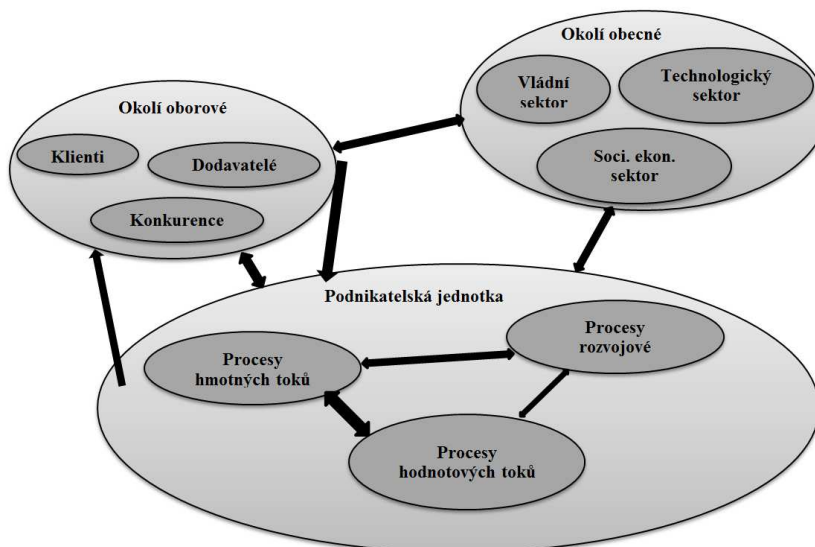 Okolí obecné
Vládní
sektor
Technologický
sektor
Soci. ekon.
sektor
Okolí oborové
Klienti
Dodavatelé
Konkurence
Podnikatelská jednotka
Procesy
hmotných toků
Procesy
rozvojové
Procesy
hodnotových toků